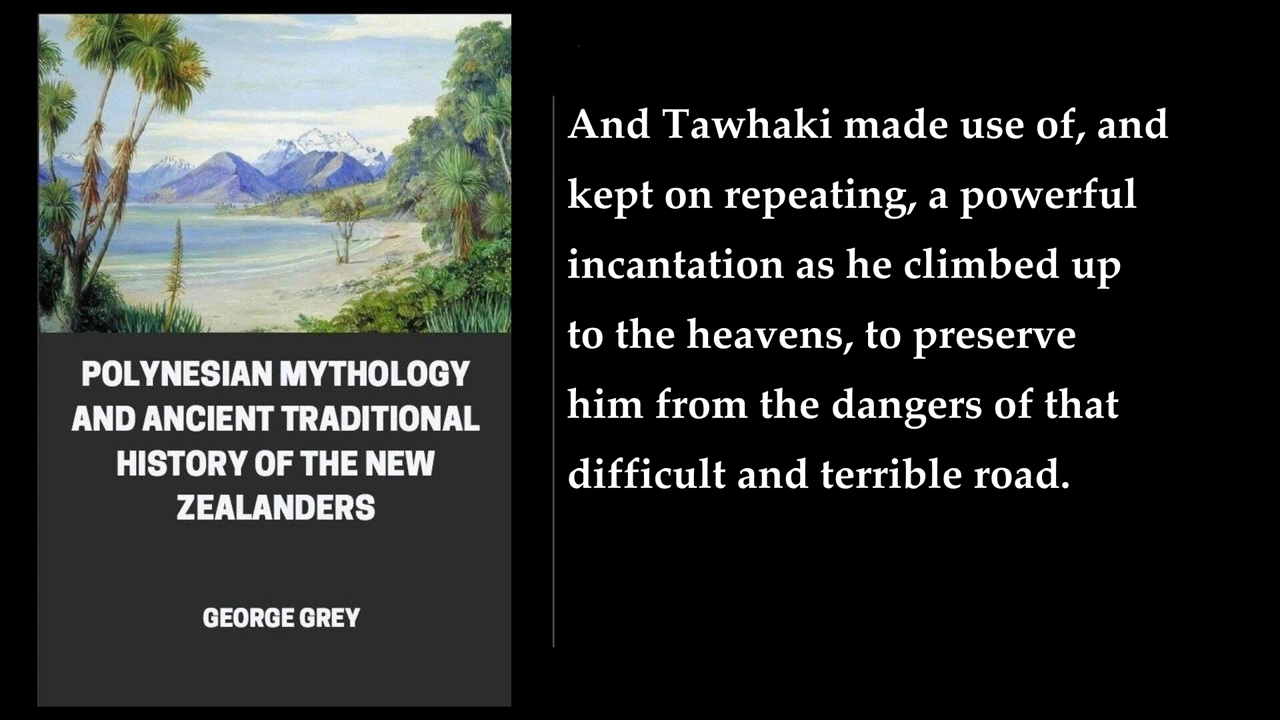 POLYNESIAN MYTHOLOGY
AND ANCIENT TRADITIONAL
HISTORY OF THE NEW
ZEALANDERS
GEORGE GREY
And Tawhaki made use of, and
kept on repeating, a powerful
incantation as he climbed up
to the heavens, to preserve
him from the dangers of that
difficult and terrible road.